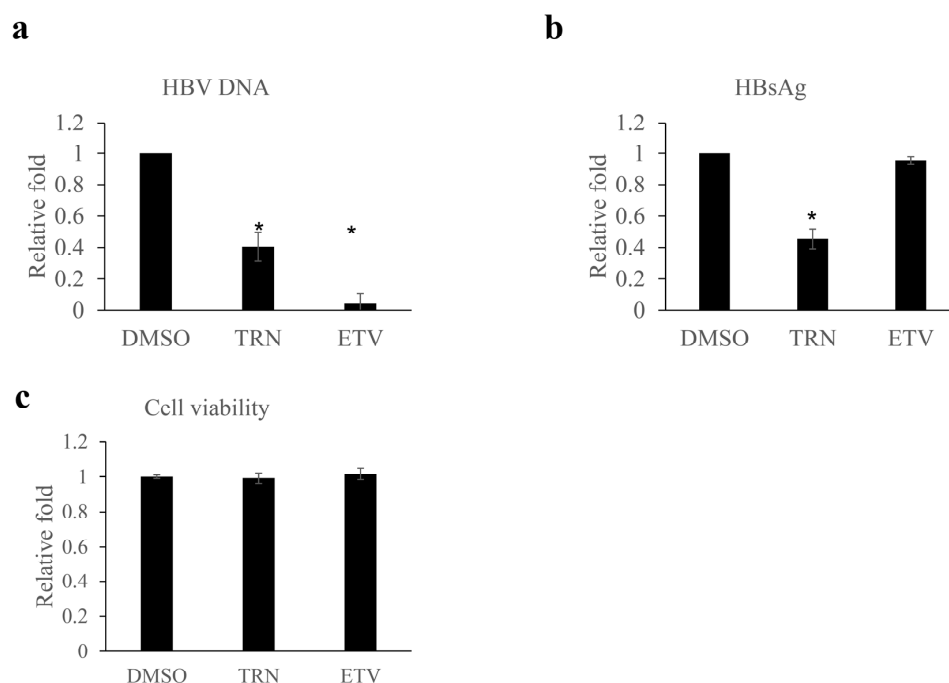 a
HBV DNA
Relative fold
1.2
1
0.8
0.6
0.4
0.2
0
*
*
DMSO TRN ETV
b
HBsAg
Relative fold
1.2
1
0.8
0.6
0.4
0.2
0
*
DMSO TRN ETV
c
Cell viability
Relative fold
1.2
1
0.8
0.6
0.4
0.2
0
DMSO TRN ETV